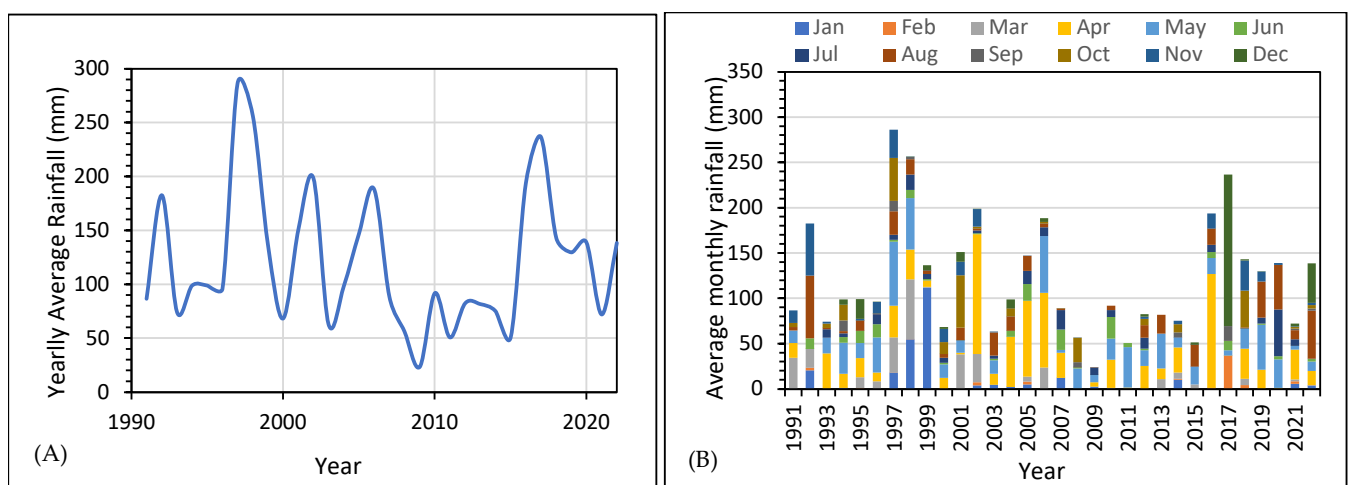 300
250
200
150
100
50
0
Yearlly Average Rainfall (mm)
1990 2000 2010 2020
Year
(A)
Jan Feb Mar Apr May Jun
Jul Aug Sep Oct Nov Dec
350
300
250
200
150
100
50
0
Average monthly rainfall (mm)
1991 1993 1995 1997 1999 2001 2003 2005 2007 2009 2011 2013 2015 2017 2019 2021
Year
(B)